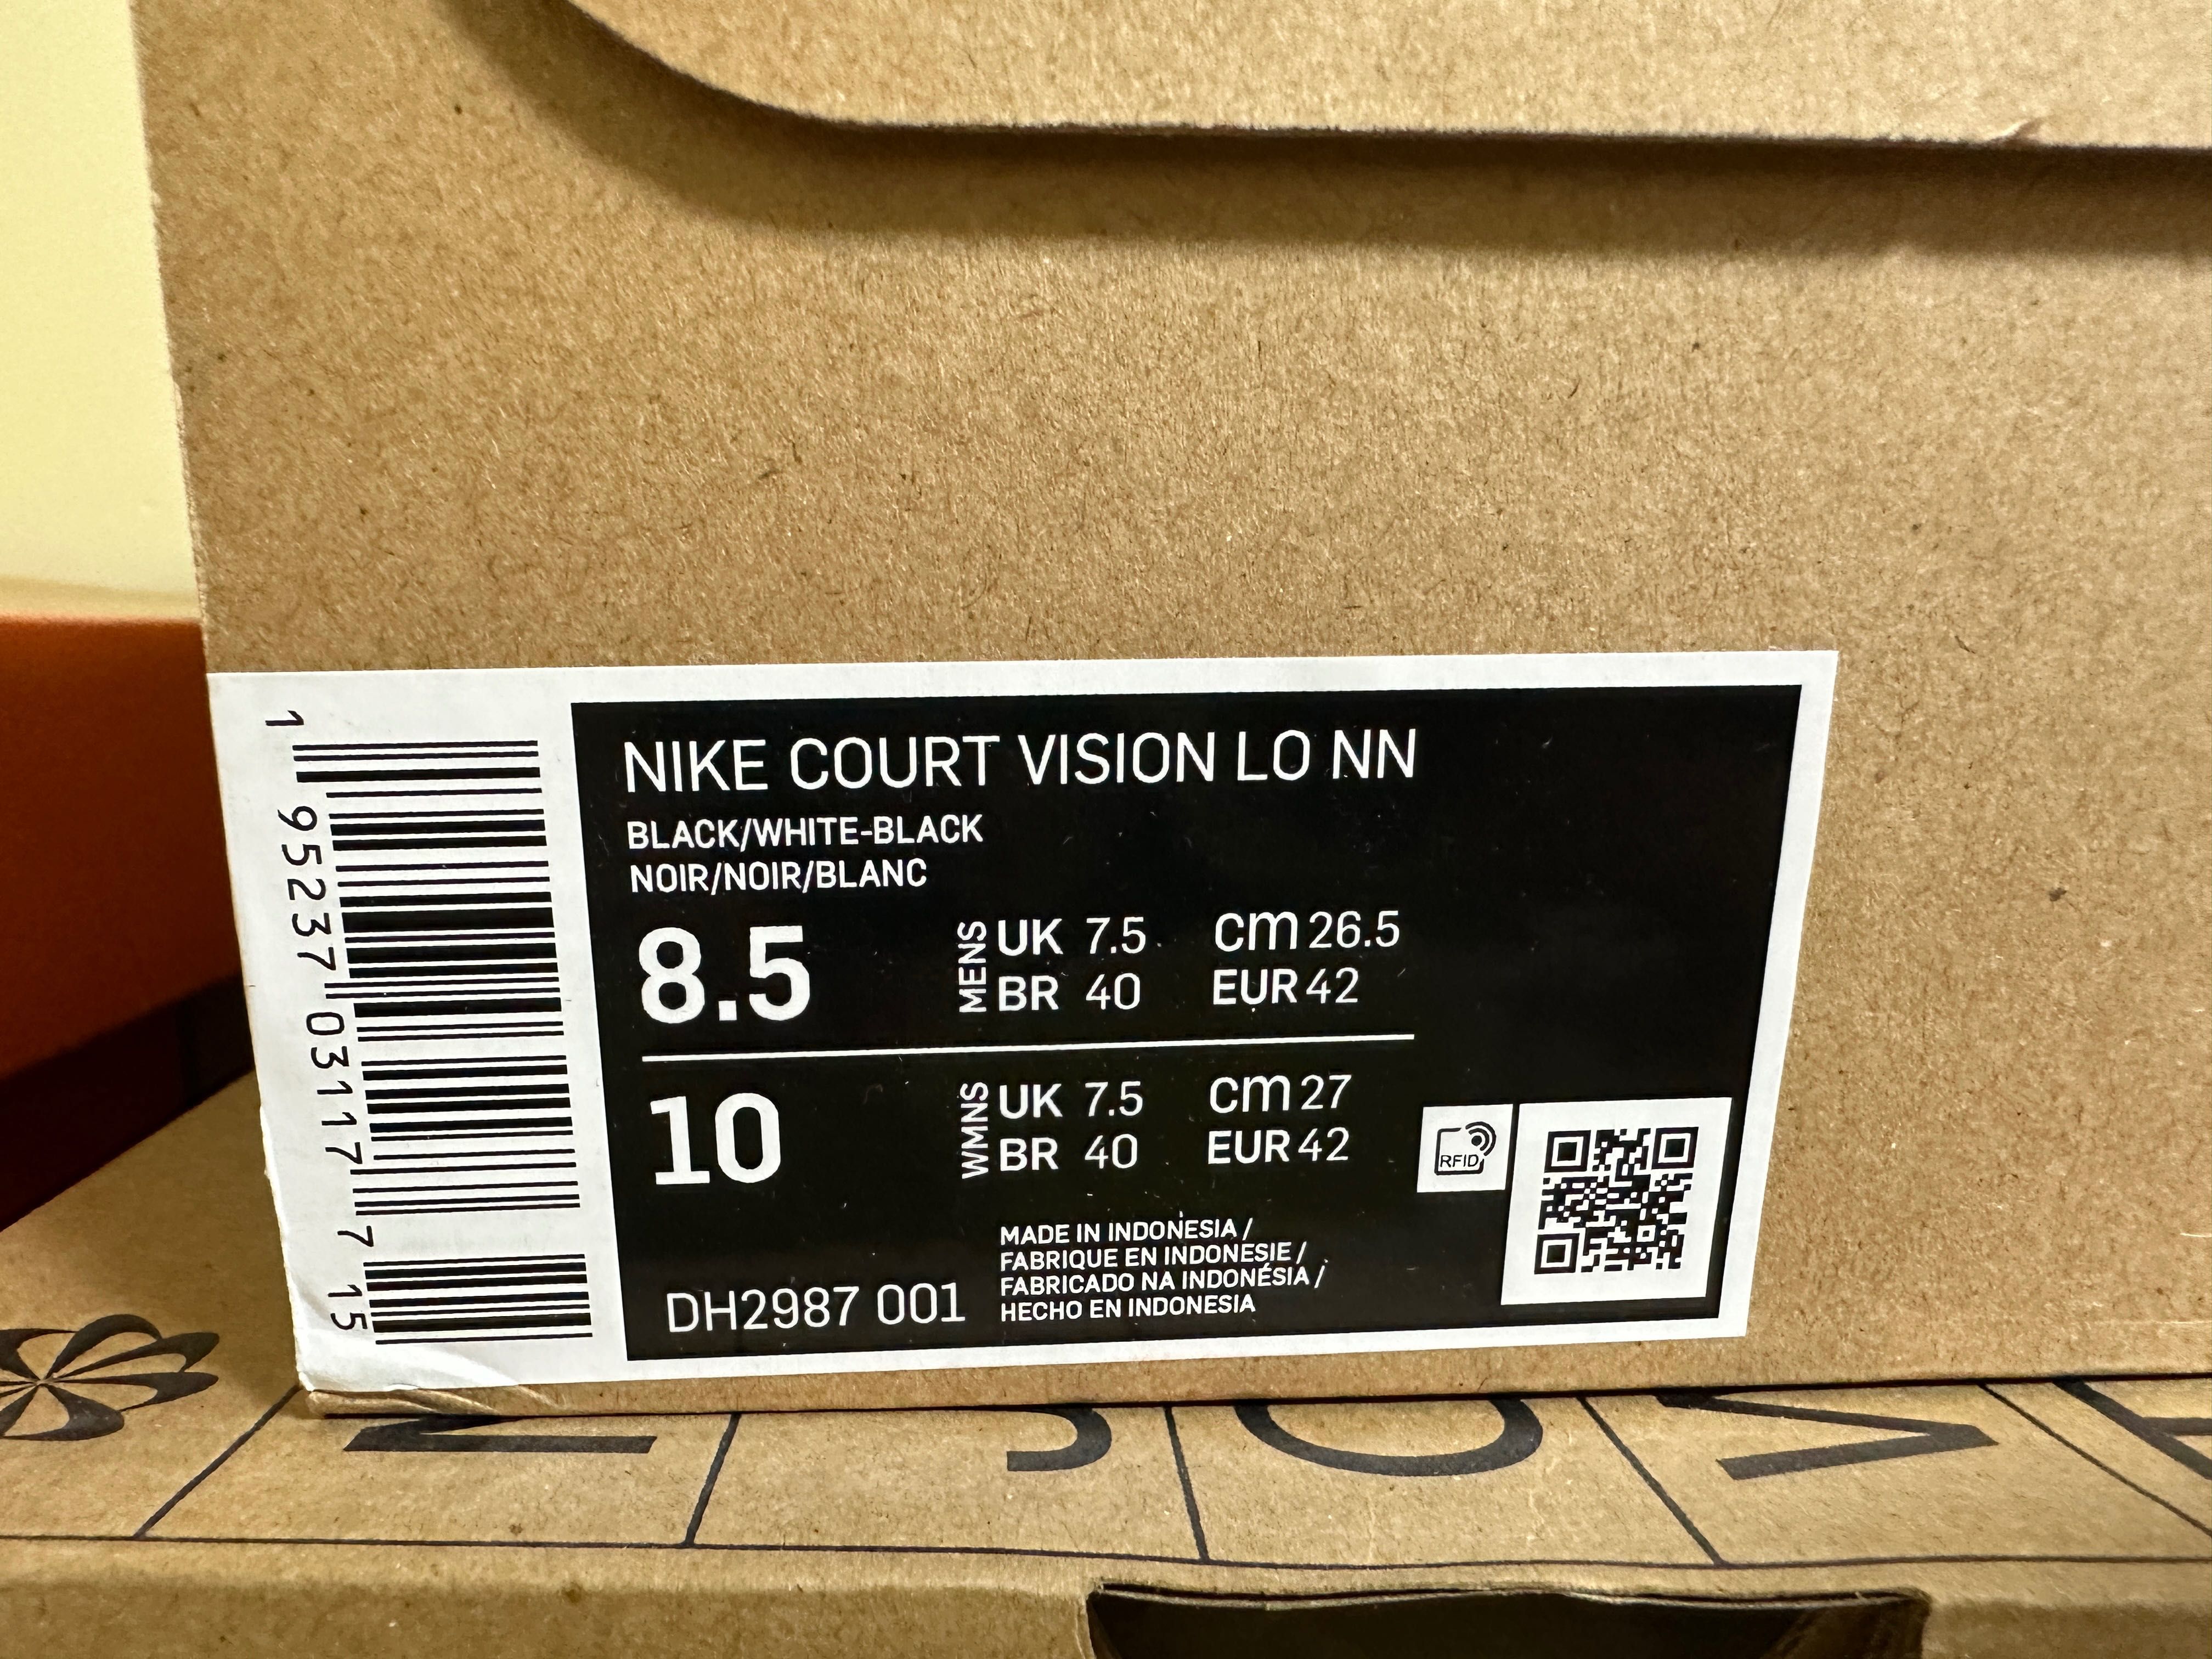 NIKE COURT VISION LO NN
BLACK/WHITE-BLACK
NOIR/NOIR/BLANC
8.5 MENS UK 7.5 cm 26.5
BR 40 EUR 42
10 WMNS UK 7.5 cm 27
BR 40 EUR 42
RFID
MADE IN INDONESIA /
FABRIQUE EN INDONESIE /
FABRICADO NA INDONÉSIA /
HECHO EN INDONESIA
DH2987 001
1 95237 03117 7 15